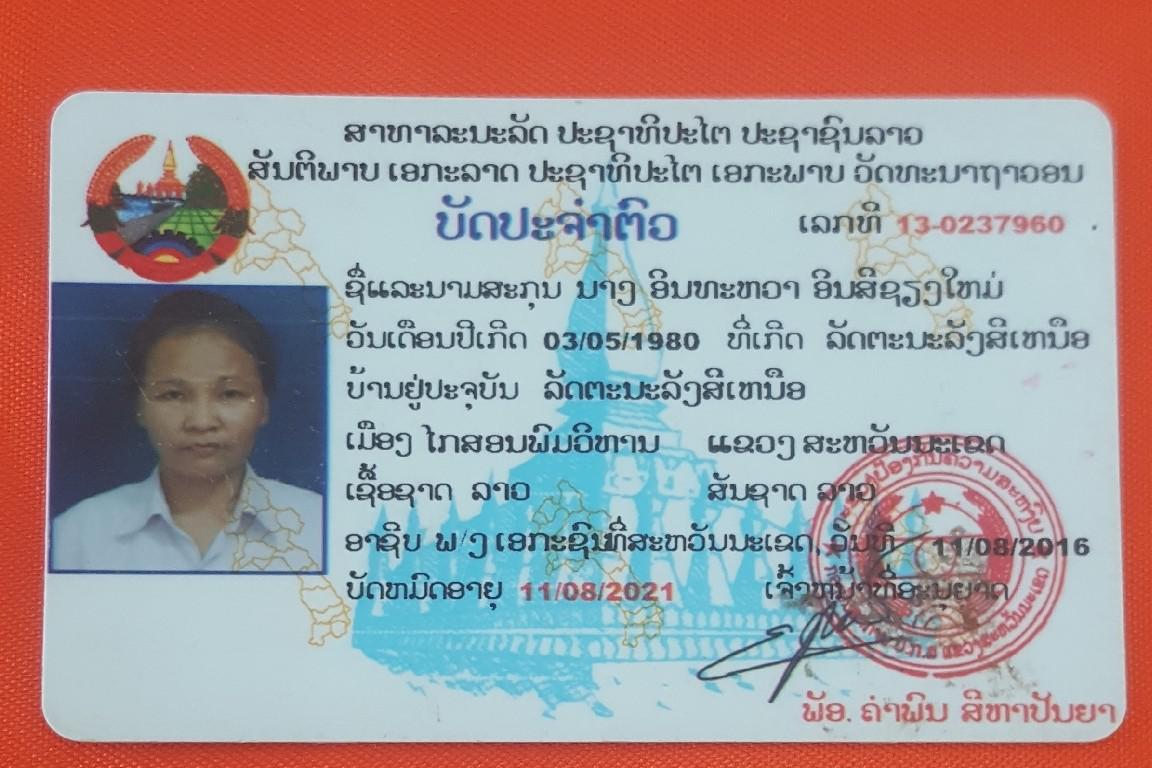 ສາທາລະນະລັດ ປະຊາທິປະໄຕ ປະຊາຊົນລາວ
ສັນຕິພາບ ເອກະລາດ ປະຊາທິປະໄຕ ເອກະພາບ ວັດທະນາຖາວອນ
ບັດປະຈຳຕົວ ເລກທີ 13-0237960
ຊື່ແລະນາມສະກຸນ ນາງ ອິນທະຫວາ ອິນສີຊຽງໃຫມ່
ວັນເດືອນປີເກີດ 03/05/1980 ທີ່ເກີດ ລັດຕະນະລັງສີເຫນືອ
ບ້ານຢູ່ປະຈຸບັນ ລັດຕະນະລັງສີເຫນືອ
ເມືອງ ໄກສອນພົມວິຫານ ແຂວງ ສະຫວັນນະເຂດ
ເຊື້ອຊາດ ລາວ ສັນຊາດ ລາວ
ອາຊີບ ພ/ງ ເອກະຊົນ ທີ່ສະຫວັນນະເຂດ, ວັນທີ 11/08/2016
ບັດຫມົດອາຍຸ 11/08/2021 ເຈົ້າຫນ້າທີ່ອະນຸຍາດ
ພັອ. ຄຳພົນ ສີຫາປັນຍາ